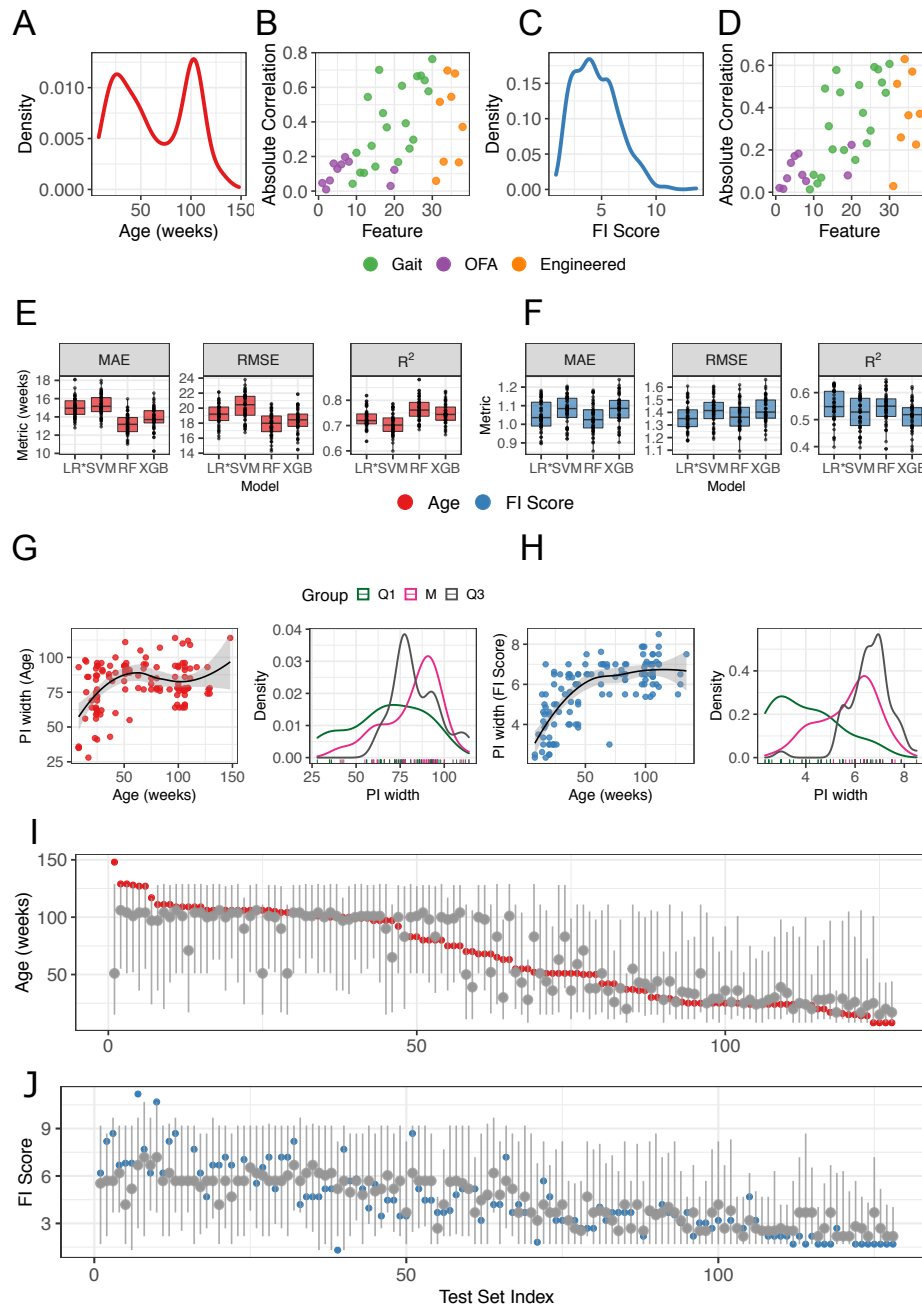 A
B
C
D
Density
0.010
0.005
0.000
50
100
150
Age (weeks)
Absolute Correlation
0.8
0.6
0.4
0.2
0.0
0
10
20
30
Feature
Density
0.15
0.10
0.05
0.00
5
10
FI Score
Absolute Correlation
0.6
0.4
0.2
0.0
0
10
20
30
Feature
Gait
OFA
Engineered
E
F
MAE
RMSE
R²
Metric (weeks)
18
16
14
12
10
24
22
20
18
16
14
0.8
0.7
0.6
LR*SVM RF XGB
LR*SVM RF XGB
LR*SVM RF XGB
Model
MAE
RMSE
R²
Metric
1.2
1.1
1.0
0.9
1.6
1.5
1.4
1.3
1.2
1.1
0.6
0.5
0.4
LR*SVM RF XGB
LR*SVM RF XGB
LR*SVM RF XGB
Model
Age
FI Score
G
H
Group
Q1
M
Q3
PI width (Age)
100
75
50
25
50
100
150
Age (weeks)
Density
0.04
0.03
0.02
0.01
0.00
25
50
75
100
PI width
PI width (FI Score)
8
6
4
50
100
Age (weeks)
Density
0.4
0.2
0.0
4
6
8
PI width
I
Age (weeks)
150
100
50
0
50
100
J
FI Score
9
6
3
0
50
100
Test Set Index